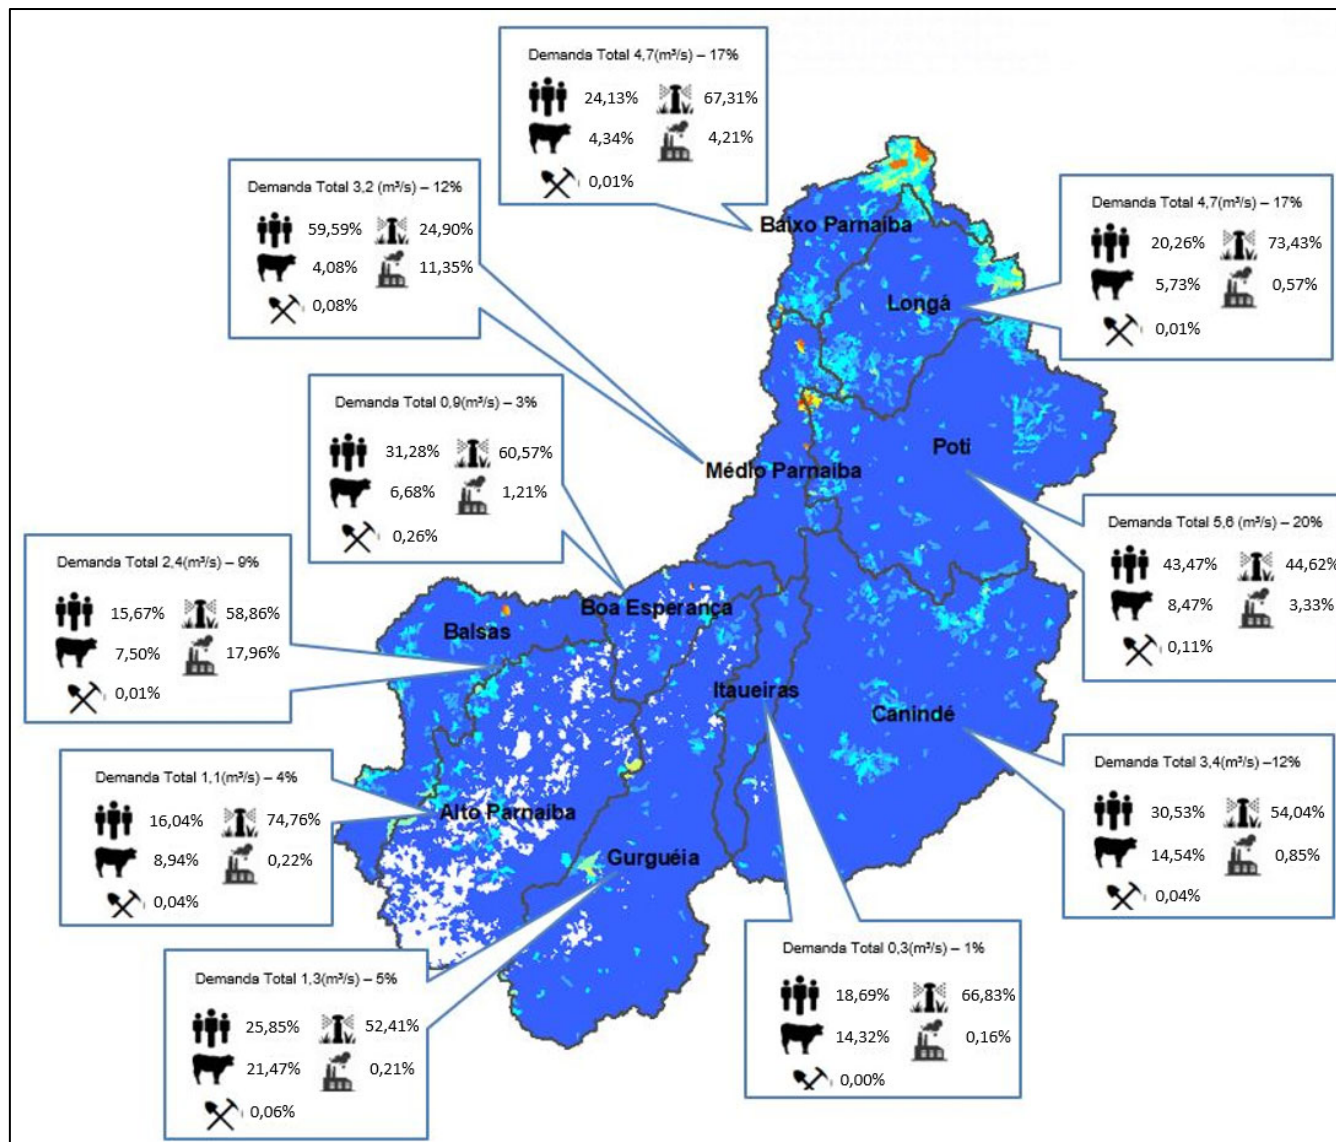 Demanda Total 4,7(m³/s) – 17%
24,13% 67,31%
4,34% 4,21%
0,01%
Demanda Total 3,2 (m³/s) – 12%
59,59% 24,90%
4,08% 11,35%
0,08%
Demanda Total 4,7(m³/s) – 17%
20,26% 73,43%
5,73% 0,57%
0,01%
Baixo Parnaíba
Longá
Demanda Total 0,9(m³/s) – 3%
31,28% 60,57%
6,68% 1,21%
0,26%
Poti
Médio Parnaíba
Demanda Total 5,6 (m³/s) – 20%
43,47% 44,62%
8,47% 3,33%
0,11%
Demanda Total 2,4(m³/s) – 9%
15,67% 58,86%
7,50% 17,96%
0,01%
Boa Esperança
Balsas
Itaueiras
Canindé
Demanda Total 1,1(m³/s) – 4%
16,04% 74,76%
8,94% 0,22%
0,04%
Demanda Total 3,4(m³/s) –12%
30,53% 54,04%
14,54% 0,85%
0,04%
Alto Parnaíba
Gurguéia
Demanda Total 1,3(m³/s) – 5%
25,85% 52,41%
21,47% 0,21%
0,06%
Demanda Total 0,3(m³/s) – 1%
18,69% 66,83%
14,32% 0,16%
0,00%